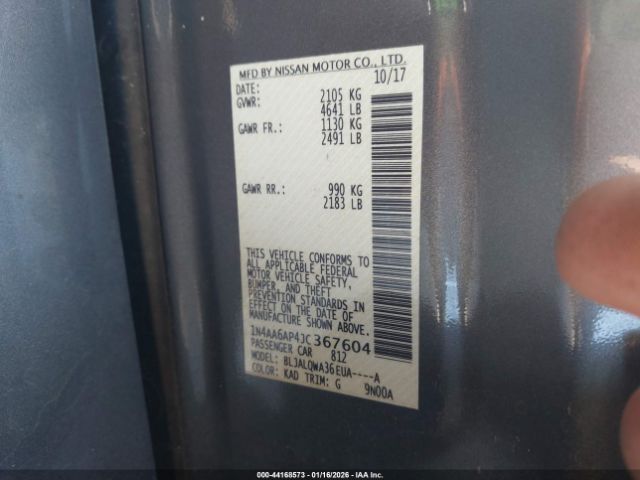 MFD BY NISSAN MOTOR CO., LTD.
DATE: 10/17
GVWR: 2105 KG
4641 LB
GAWR FR.: 1130 KG
2491 LB
GAWR RR.: 990 KG
2183 LB
THIS VEHICLE CONFORMS TO
ALL APPLICABLE FEDERAL
MOTOR VEHICLE SAFETY,
BUMPER, AND THEFT
PREVENTION STANDARDS IN
EFFECT ON THE DATE OF
MANUFACTURE SHOWN ABOVE.
1N4AA6AP4JC367604
PASSENGER CAR 812
MODEL: BLJALQWA36EUA----A
COLOR: KAD TRIM: G 9N00A
000-44168573 | 01/16/2026 - IAA Inc.